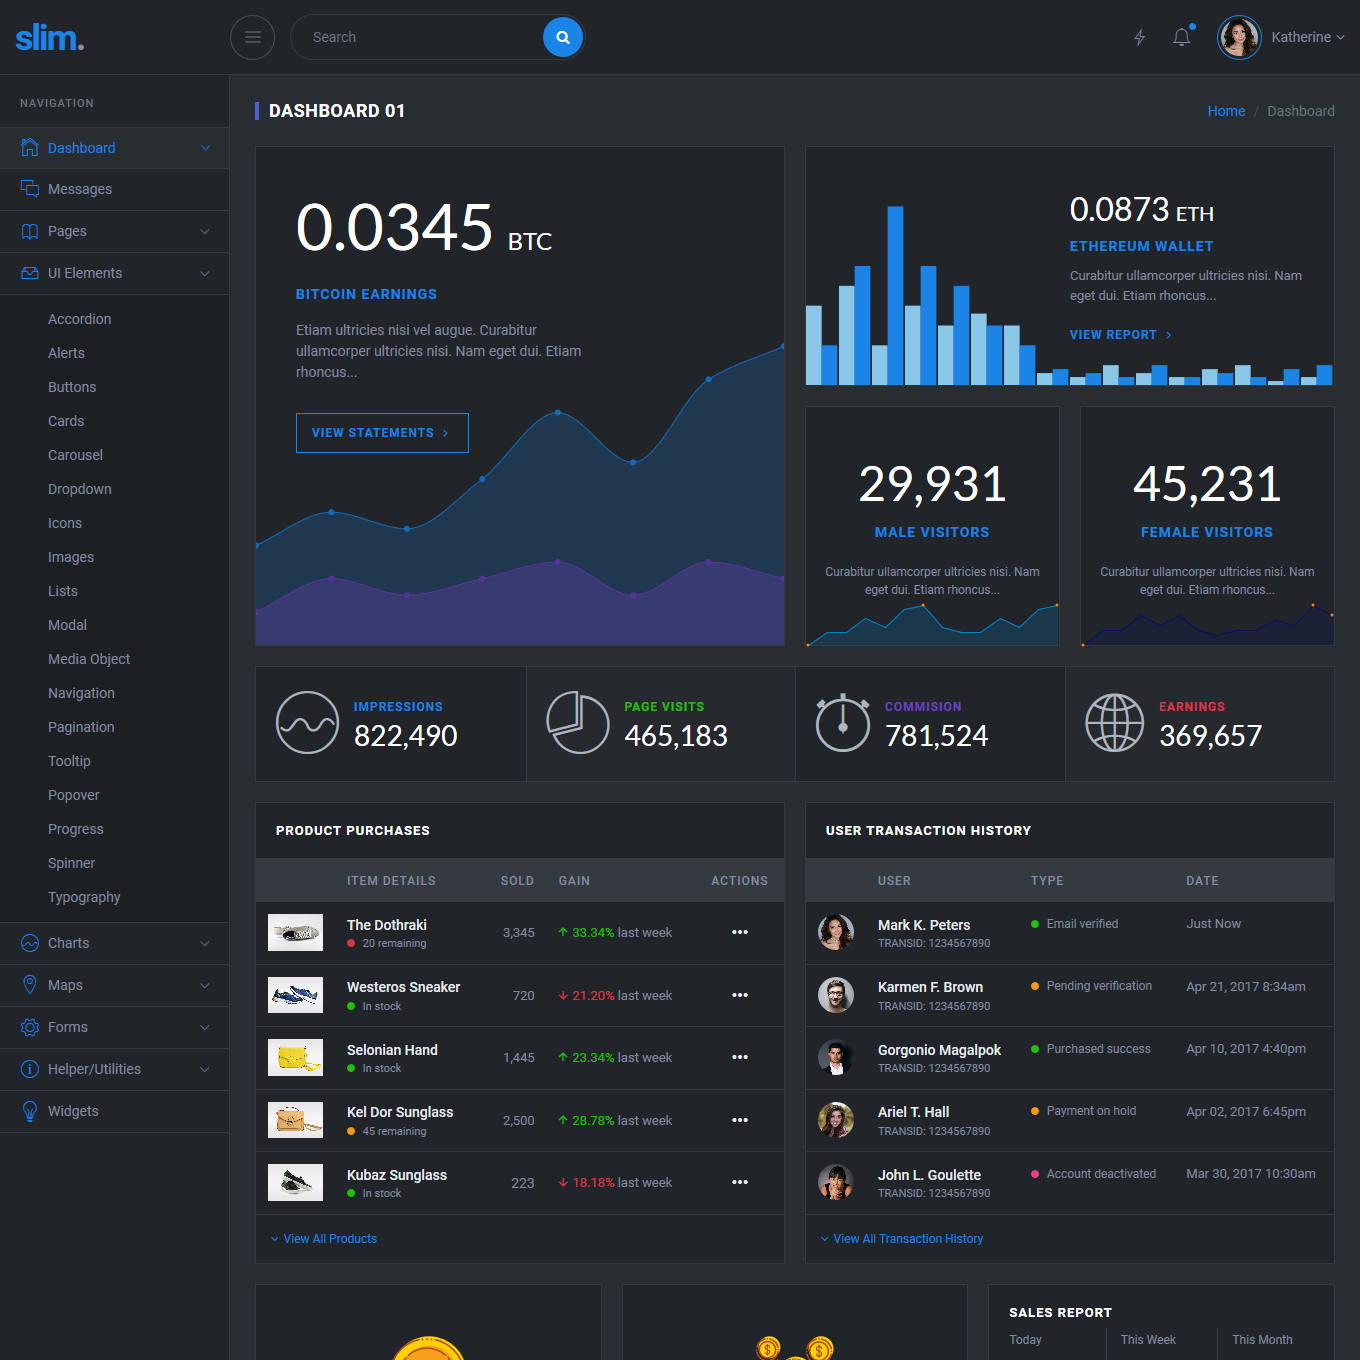 slim.
Search
Katherine
NAVIGATION
Dashboard
Messages
Pages
UI Elements
Accordion
Alerts
Buttons
Cards
Carousel
Dropdown
Icons
Images
Lists
Modal
Media Object
Navigation
Pagination
Tooltip
Popover
Progress
Spinner
Typography
Charts
Maps
Forms
Helper/Utilities
Widgets
DASHBOARD 01
Home / Dashboard
0.0345 BTC
BITCOIN EARNINGS
Etiam ultricies nisi vel augue. Curabitur
ullamcorper ultricies nisi. Nam eget dui. Etiam
rhoncus...
VIEW STATEMENTS
0.0873 ETH
ETHEREUM WALLET
Curabitur ullamcorper ultricies nisi. Nam
eget dui. Etiam rhoncus...
VIEW REPORT
29,931
MALE VISITORS
Curabitur ullamcorper ultricies nisi. Nam
eget dui. Etiam rhoncus...
45,231
FEMALE VISITORS
Curabitur ullamcorper ultricies nisi. Nam
eget dui. Etiam rhoncus...
IMPRESSIONS
822,490
PAGE VISITS
465,183
COMMISION
781,524
EARNINGS
369,657
PRODUCT PURCHASES
ITEM DETAILS SOLD GAIN ACTIONS
The Dothraki
20 remaining
3,345 33.34% last week
Westeros Sneaker
In stock
720 21.20% last week
Selonian Hand
In stock
1,445 23.34% last week
Kel Dor Sunglass
45 remaining
2,500 28.78% last week
Kubaz Sunglass
In stock
223 18.18% last week
View All Products
USER TRANSACTION HISTORY
USER TYPE DATE
Mark K. Peters
TRANSID: 1234567890
Email verified Just Now
Karmen F. Brown
TRANSID: 1234567890
Pending verification Apr 21, 2017 8:34am
Gorgonio Magalpok
TRANSID: 1234567890
Purchased success Apr 10, 2017 4:40pm
Ariel T. Hall
TRANSID: 1234567890
Payment on hold Apr 02, 2017 6:45pm
John L. Goulette
TRANSID: 1234567890
Account deactivated Mar 30, 2017 10:30am
View All Transaction History
SALES REPORT
Today This Week This Month